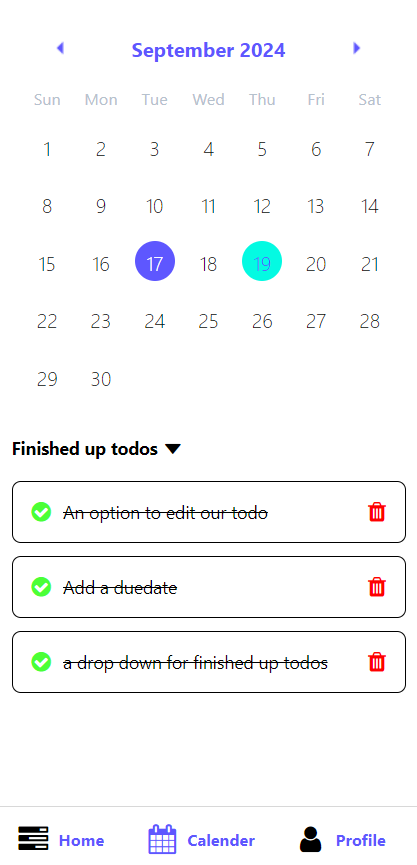 September 2024
Sun Mon Tue Wed Thu Fri Sat
1 2 3 4 5 6 7
8 9 10 11 12 13 14
15 16 17 18 19 20 21
22 23 24 25 26 27 28
29 30
Finished up todos
An option to edit our todo
Add a duedate
a drop down for finished up todos
Home Calender Profile